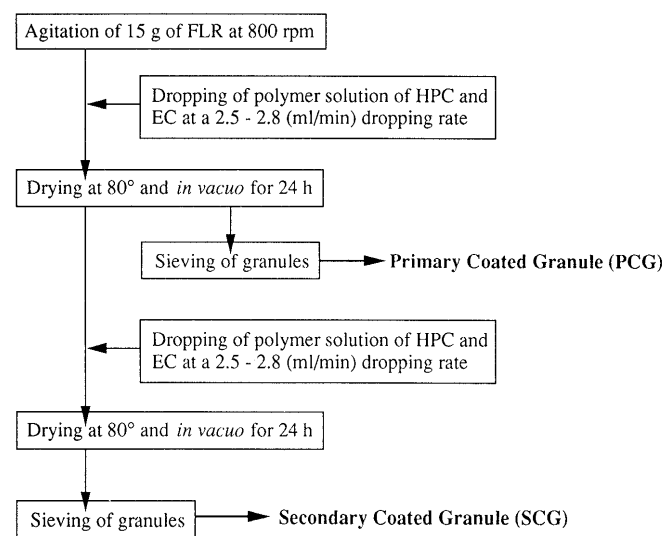 Agitation of 15 g of FLR at 800 rpm
Dropping of polymer solution of HPC and
EC at a 2.5 - 2.8 (ml/min) dropping rate
Drying at 80° and in vacuo for 24 h
Sieving of granules
Primary Coated Granule (PCG)
Dropping of polymer solution of HPC and
EC at a 2.5 - 2.8 (ml/min) dropping rate
Drying at 80° and in vacuo for 24 h
Sieving of granules
Secondary Coated Granule (SCG)